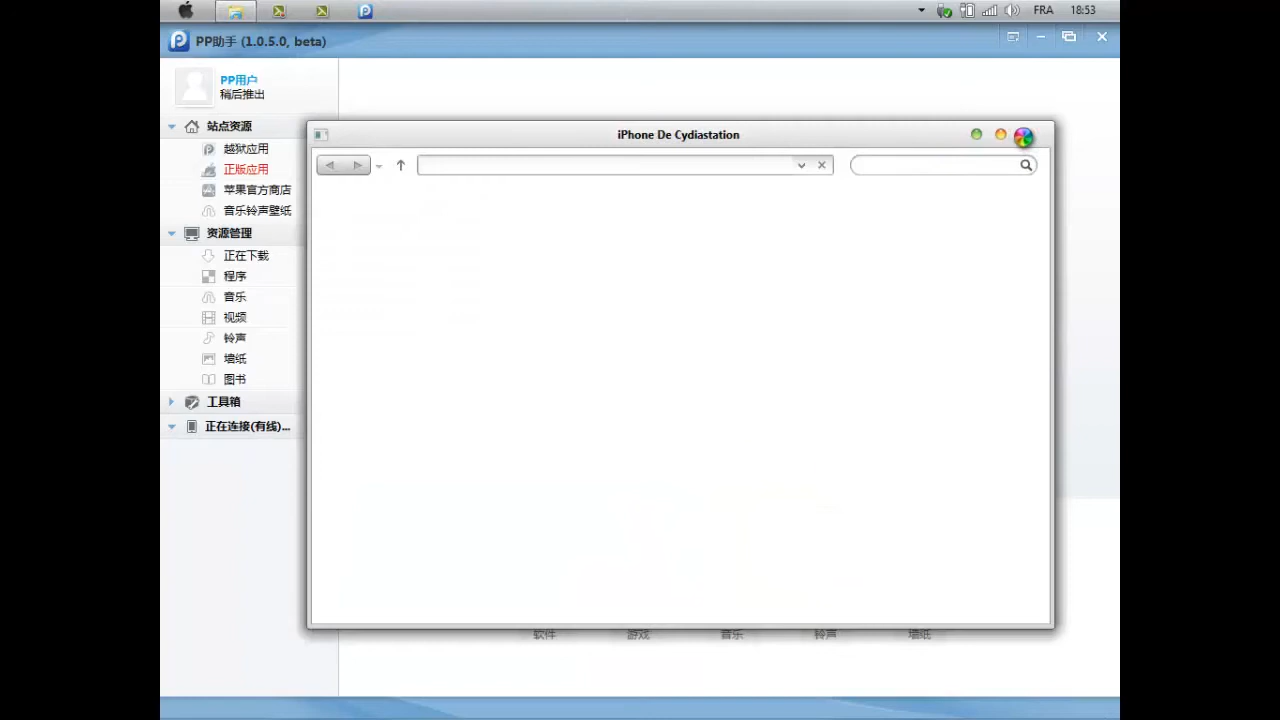 FRA 18:53
PP助手 (1.0.5.0, beta)
PP用户
稍后推出
站点资源
越狱应用
正版应用
苹果官方商店
音乐铃声壁纸
资源管理
正在下载
程序
音乐
视频
铃声
墙纸
图书
工具箱
正在连接(有线)...
iPhone De Cydiastation
软件 游戏 音乐 铃声 墙纸